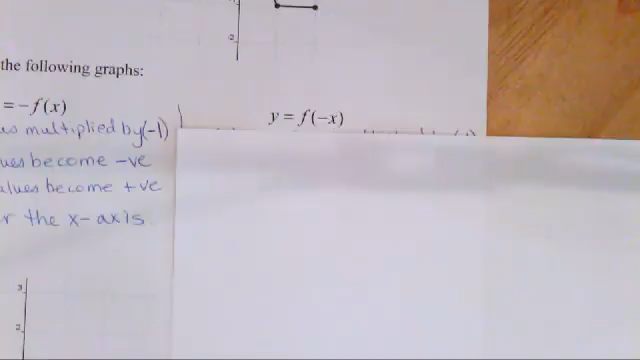 -2
the following graphs:
= -f(x)
y = f(-x)
multiplied by (-1)
become -ve
become +ve
the x-axis
3
2